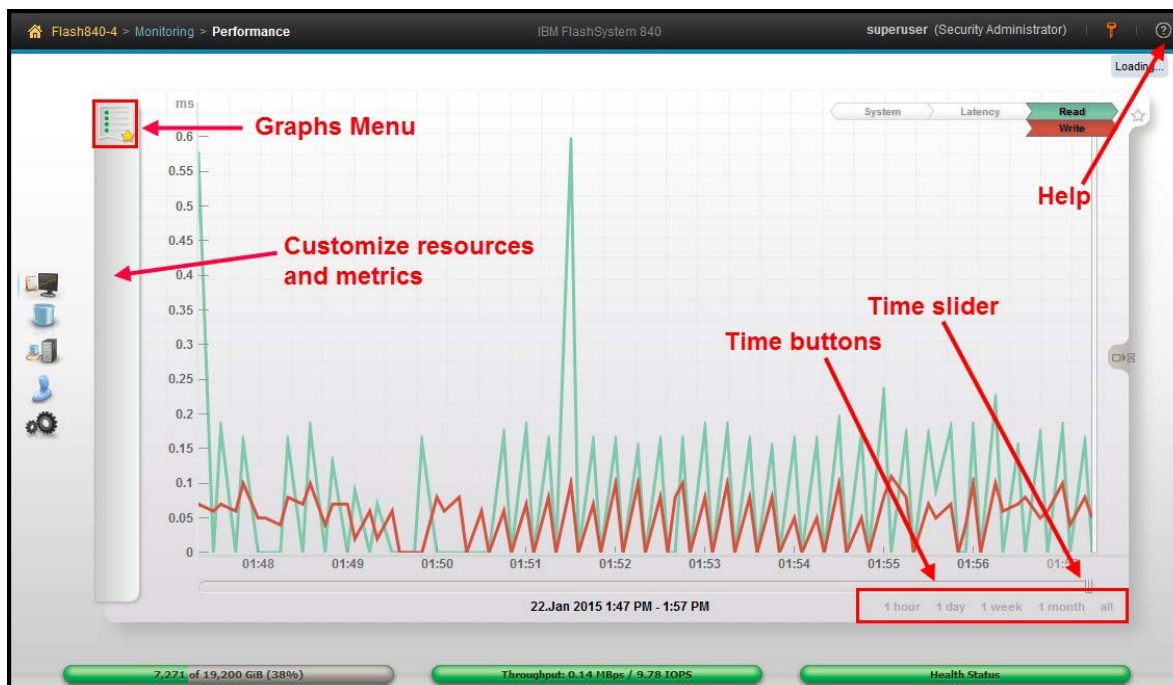 Flash840-4 > Monitoring > Performance
IBM FlashSystem 840
superuser (Security Administrator)
Loading...
ms
System
Latency
Read
Write
Graphs Menu
Help
Customize resources
and metrics
Time slider
Time buttons
0.6
0.55
0.5
0.45
0.4
0.35
0.3
0.25
0.2
0.15
0.1
0.05
0
01:48
01:49
01:50
01:51
01:52
01:53
01:54
01:55
01:56
22.Jan 2015 1:47 PM - 1:57 PM
1 hour
1 day
1 week
1 month
all
7,271 of 19,200 GiB (38%)
Throughput: 0.14 MBps / 9.78 IOPS
Health Status